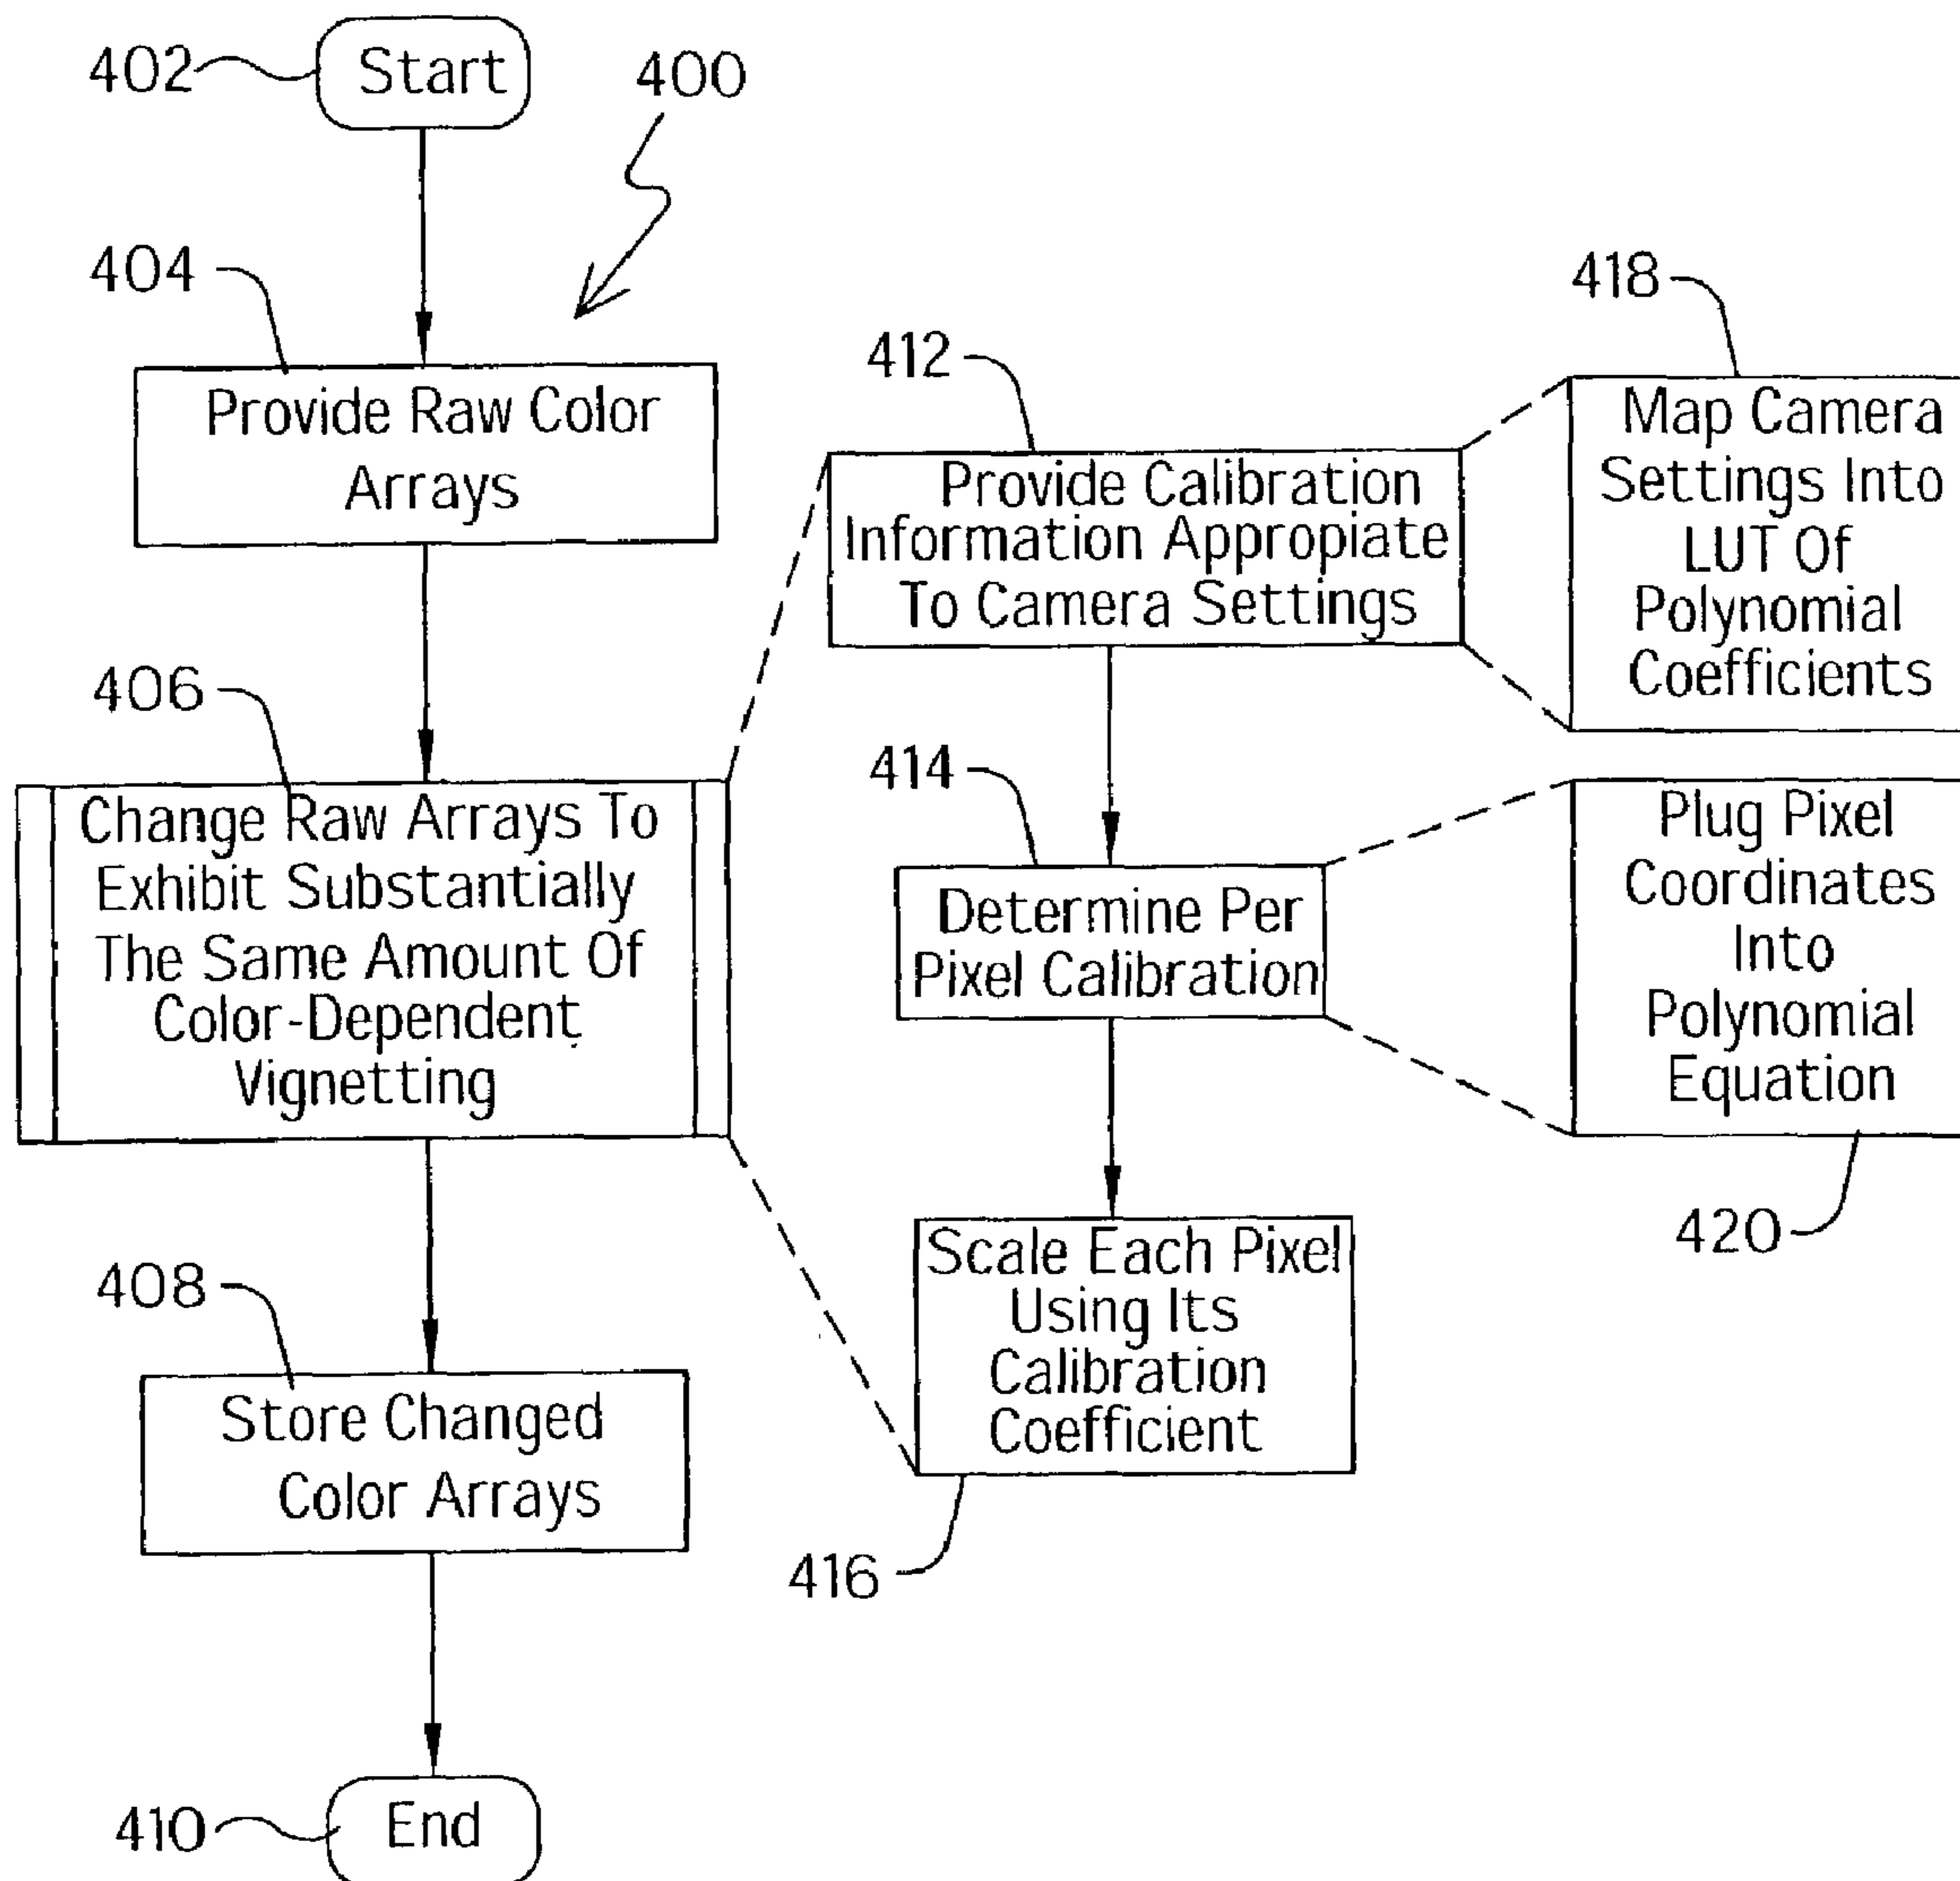 402
Start
400
404
Provide Raw Color
Arrays
406
Change Raw Arrays To
Exhibit Substantially
The Same Amount Of
Color-Dependent
Vignetting
408
Store Changed
Color Arrays
410
End
412
Provide Calibration
Information Appropiate
To Camera Settings
414
Determine Per
Pixel Calibration
Scale Each Pixel
Using Its
Calibration
Coefficient
416
418
Map Camera
Settings Into
LUT Of
Polynomial
Coefficients
Plug Pixel
Coordinates
Into
Polynomial
Equation
420